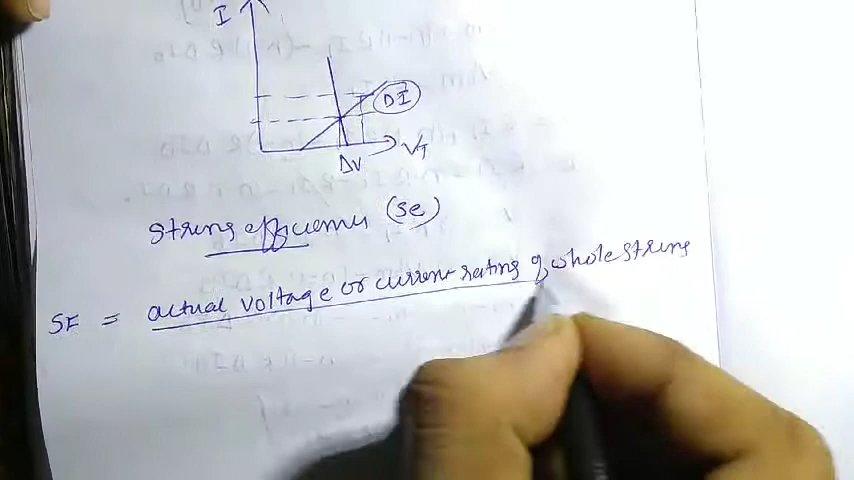 I
ΔI
ΔV
VT
string efficiency (SE)
SE = actual voltage or current rating of whole string